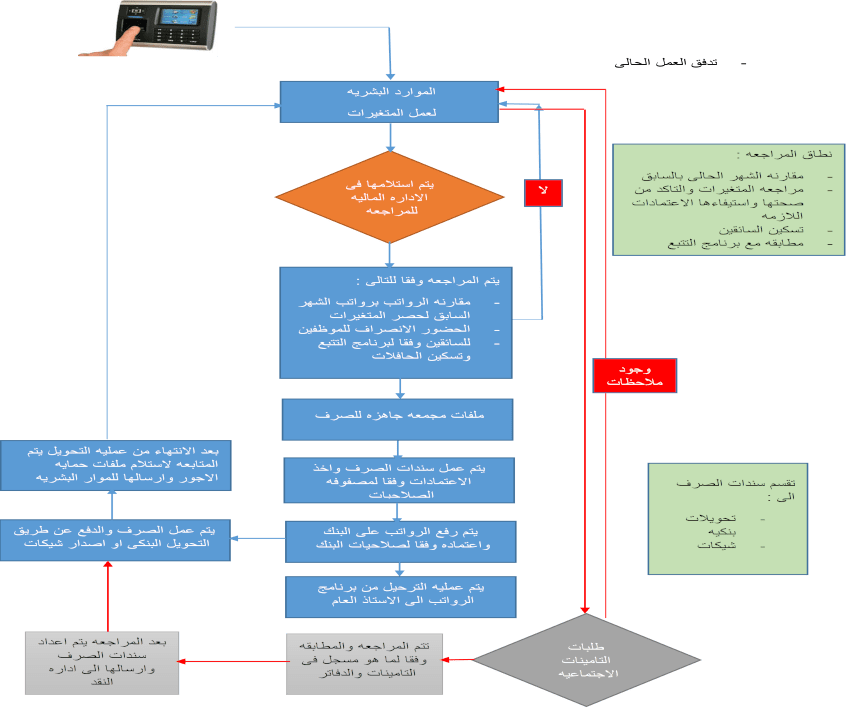 - تدفق العمل الحالى
الموارد البشريه
لعمل المتغيرات
نطاق المراجعه :
- مقارنه الشهر الحالى بالسابق
- مراجعه المتغيرات والتاكد من
صحتها واستيفاءها الاعتمادات
اللازمه
- تسكين السائقين
- مطابقه مع برنامج التتبع
يتم استلامها فى
الاداره الماليه
للمراجعه
لا
يتم المراجعه وفقا للتالى :
- مقارنه الرواتب برواتب الشهر
السابق لحصر المتغيرات
- الحضور الانصراف للموظفين
- للسائقين وفقا لبرنامج التتبع
وتسكين الحافلات
وجود
ملاحظات
ملفات مجمعه جاهزه للصرف
يتم عمل سندات الصرف واخذ
الاعتمادات وفقا لمصفوفه
الصلاحيات
بعد الانتهاء من عمليه التحويل يتم
المتابعه لاستلام ملفات حمايه
الاجور وارسالها للموار البشريه
تقسم سندات الصرف
الى :
- تحويلات
بنكيه
- شيكات
يتم رفع الرواتب على البنك
واعتماده وفقا لصلاحيات البنك
يتم عمل الصرف والدفع عن طريق
التحويل البنكى او اصدار شيكات
يتم عمليه الترحيل من برنامج
الرواتب الى الاستاذ العام
طلبات
التامينات
الاجتماعيه
تتم المراجعه والمطابقه
وفقا لما هو مسجل فى
التامينات والدفاتر
بعد المراجعه يتم اعداد
سندات الصرف
وارسالها الى اداره
النقد